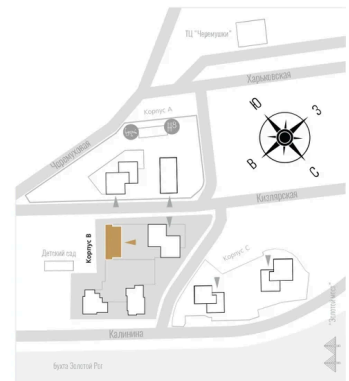 ТЦ "Черемушки"
Харьковская
Корпус А
Черемуховая
Ю
З
В
С
Кизлярская
Корпус В
Детский сад
Корпус С
Калинина
бухта Золотой Рог